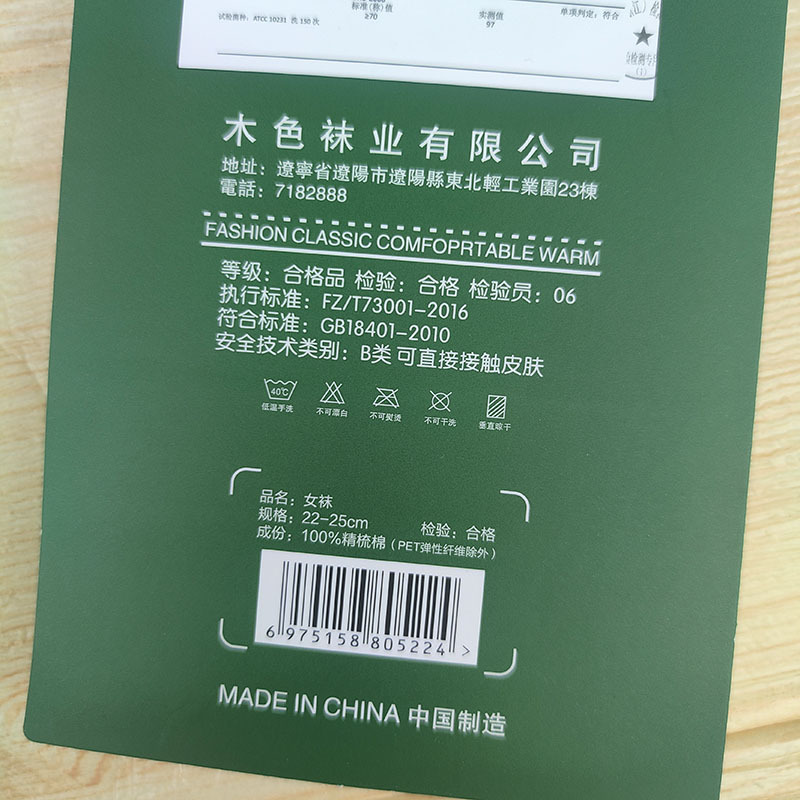 标准(称)值
≥70
实测值
97
单项判定：符合
试验菌种：ATCC 10231 洗 150 次
(1)
木色袜业有限公司
地址：遼寧省遼陽市遼陽縣東北輕工業園23棟
電話：7182888
FASHION CLASSIC COMFOPRTABLE WARM
等级：合格品 检验：合格 检验员：06
执行标准：FZ/T73001-2016
符合标准：GB18401-2010
安全技术类别：B类 可直接接触皮肤
40℃
低温手洗 不可漂白 不可熨烫 不可干洗 垂直晾干
品名：女袜
规格：22-25cm 检验：合格
成份：100%精梳棉（PET弹性纤维除外）
6 975158 805224 >
MADE IN CHINA 中国制造